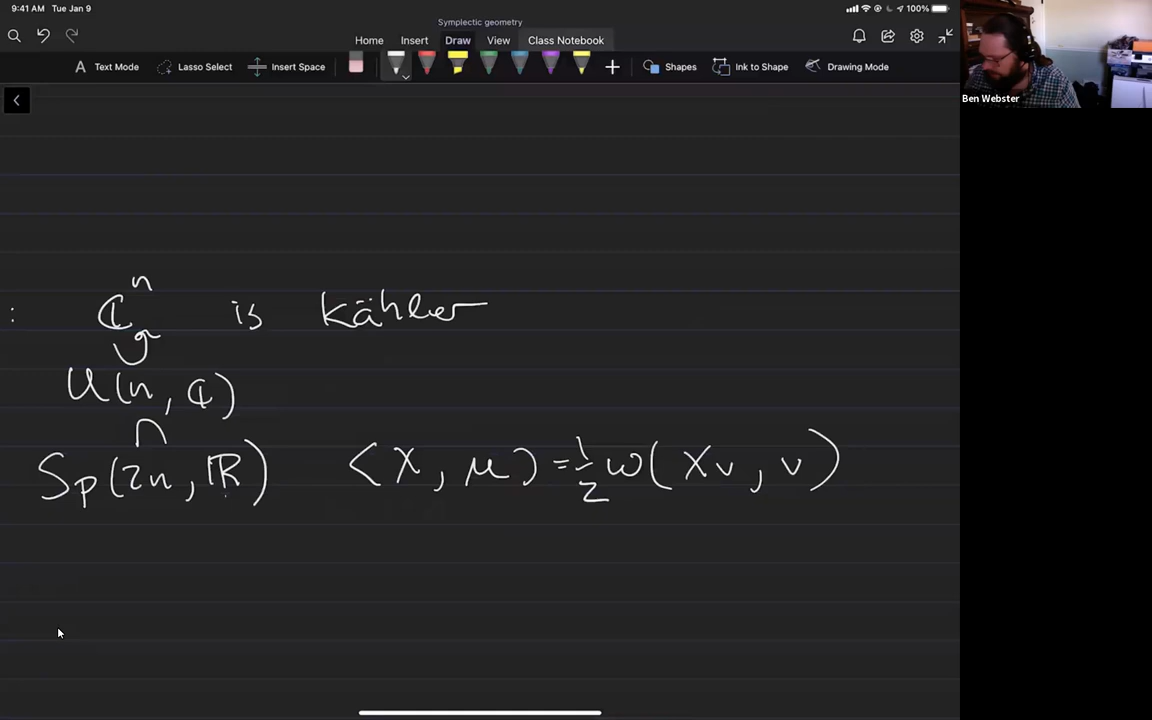 9:41 AM Tue Jan 9
100%
Symplectic geometry
Home Insert Draw View Class Notebook
Text Mode Lasso Select Insert Space Shapes Ink to Shape Drawing Mode
Ben Webster
: ℂⁿ is Kähler
U(n, ℂ)
∩
Sp(2n, ℝ) <X, μ) = ½ ω(Xv, v)